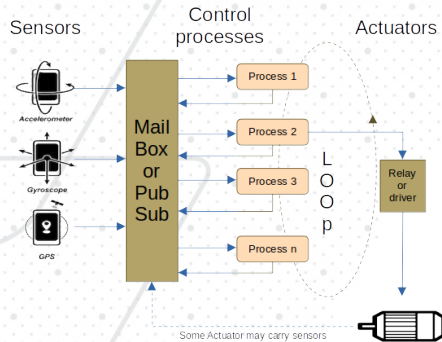 Sensors
Control
processes
Actuators
Accelerometer
Gyroscope
GPS
Mail
Box
or
Pub
Sub
Process 1
Process 2
Process 3
Process n
L
O
O
p
Relay
or
driver
Some Actuator may carry sensors